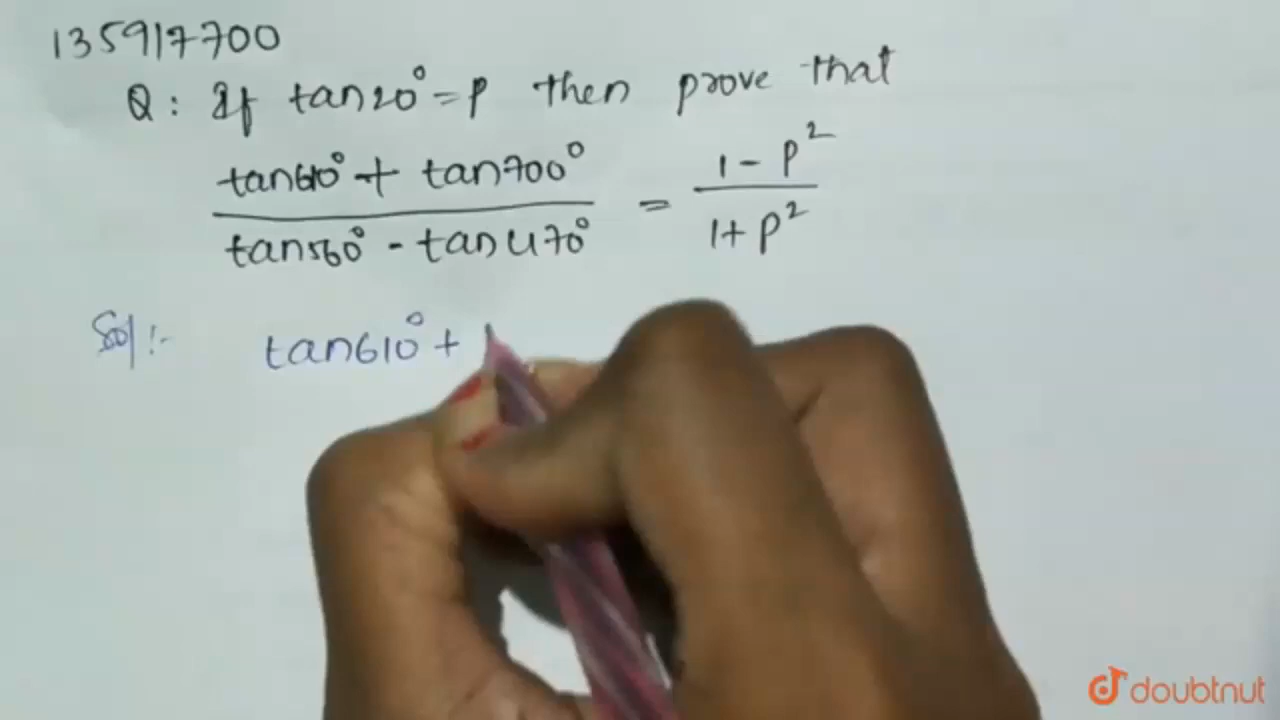 135917700
Q: If tan20° = P then prove that
tan610° + tan700°
tan560° - tan470°
=
1 - P²
1 + P²
Sol:- tan610° +
doubtnut